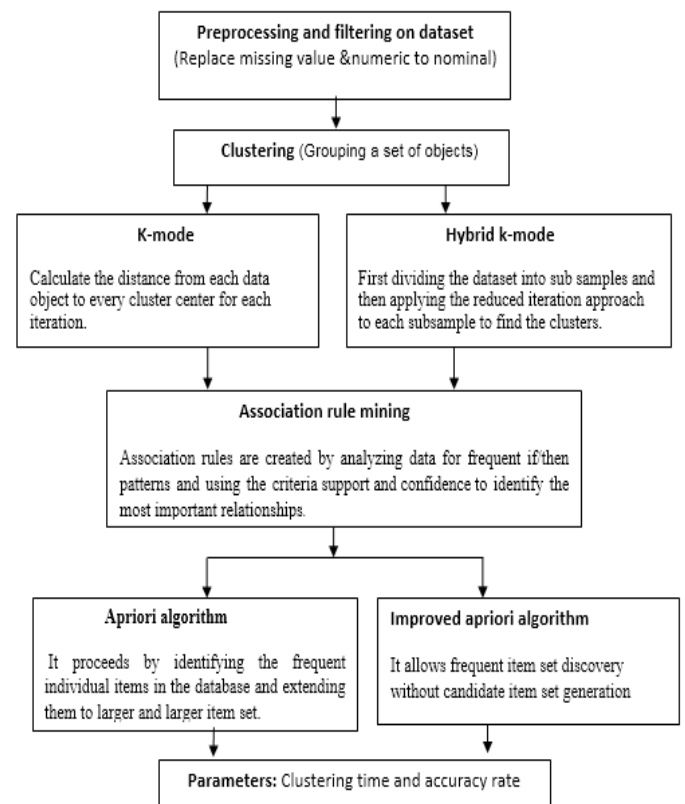 Preprocessing and filtering on dataset
(Replace missing value &numeric to nominal)
Clustering (Grouping a set of objects)
K-mode
Calculate the distance from each data
object to every cluster center for each
iteration.
Hybrid k-mode
First dividing the dataset into sub samples and
then applying the reduced iteration approach
to each subsample to find the clusters.
Association rule mining
Association rules are created by analyzing data for frequent if/then
patterns and using the criteria support and confidence to identify the
most important relationships.
Apriori algorithm
It proceeds by identifying the frequent
individual items in the database and extending
them to larger and larger item set.
Improved apriori algorithm
It allows frequent item set discovery
without candidate item set generation
Parameters: Clustering time and accuracy rate